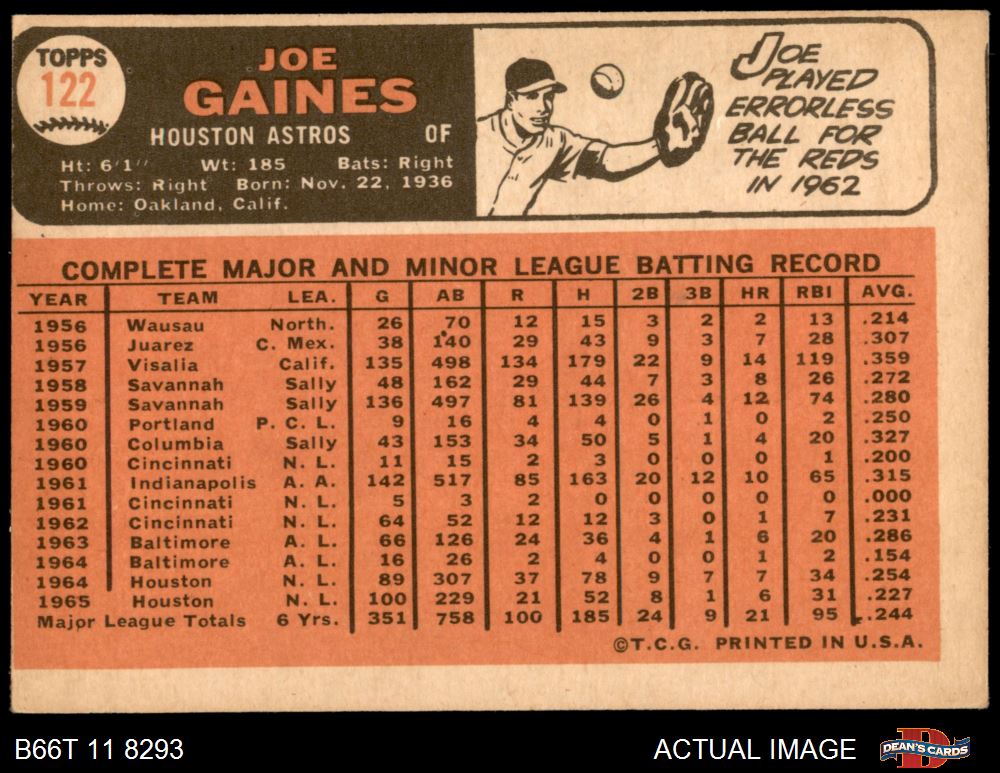 TOPPS
122
JOE
GAINES
HOUSTON ASTROS OF
Ht: 6'1" Wt: 185 Bats: Right
Throws: Right Born: Nov. 22, 1936
Home: Oakland, Calif.
JOE
PLAYED
ERRORLESS
BALL FOR
THE REDS
IN 1962
COMPLETE MAJOR AND MINOR LEAGUE BATTING RECORD
YEAR TEAM LEA. G AB R H 2B 3B HR RBI AVG.
1956 Wausau North. 26 70 12 15 3 2 2 13 .214
1956 Juarez C. Mex. 38 140 29 43 9 3 7 28 .307
1957 Visalia Calif. 135 498 134 179 22 9 14 119 .359
1958 Savannah Sally 48 162 29 44 7 3 8 26 .272
1959 Savannah Sally 136 497 81 139 26 4 12 74 .280
1960 Portland P. C. L. 9 16 4 4 0 1 0 2 .250
1960 Columbia Sally 43 153 34 50 5 1 4 20 .327
1960 Cincinnati N. L. 11 15 2 3 0 0 0 1 .200
1961 Indianapolis A. A. 142 517 85 163 20 12 10 65 .315
1961 Cincinnati N. L. 5 3 2 0 0 0 0 0 .000
1962 Cincinnati N. L. 64 52 12 12 3 0 1 7 .231
1963 Baltimore A. L. 66 126 24 36 4 1 6 20 .286
1964 Baltimore A. L. 16 26 2 4 0 0 1 2 .154
1964 Houston N. L. 89 307 37 78 9 7 7 34 .254
1965 Houston N. L. 100 229 21 52 8 1 6 31 .227
Major League Totals 6 Yrs. 351 758 100 185 24 9 21 95 .244
©T.C.G. PRINTED IN U.S.A.
B66T 11 8293 ACTUAL IMAGE DEAN'S CARDS